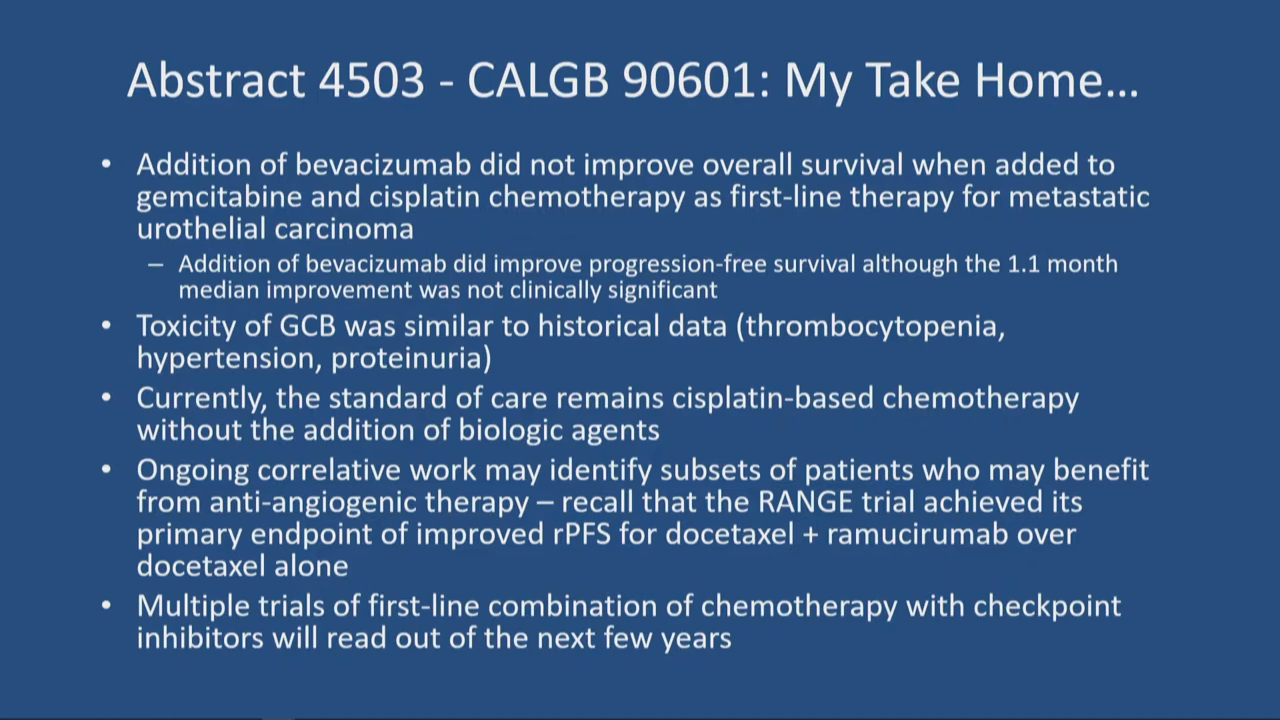 Abstract 4503 - CALGB 90601: My Take Home...
• Addition of bevacizumab did not improve overall survival when added to
gemcitabine and cisplatin chemotherapy as first-line therapy for metastatic
urothelial carcinoma
– Addition of bevacizumab did improve progression-free survival although the 1.1 month
median improvement was not clinically significant
• Toxicity of GCB was similar to historical data (thrombocytopenia,
hypertension, proteinuria)
• Currently, the standard of care remains cisplatin-based chemotherapy
without the addition of biologic agents
• Ongoing correlative work may identify subsets of patients who may benefit
from anti-angiogenic therapy – recall that the RANGE trial achieved its
primary endpoint of improved rPFS for docetaxel + ramucirumab over
docetaxel alone
• Multiple trials of first-line combination of chemotherapy with checkpoint
inhibitors will read out of the next few years